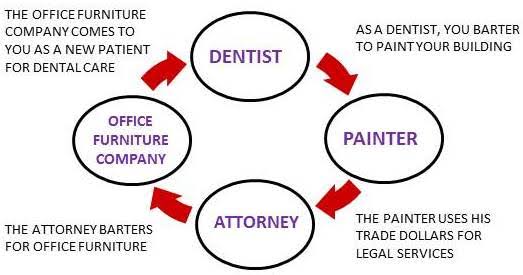 THE OFFICE FURNITURE
COMPANY COMES TO
YOU AS A NEW PATIENT
FOR DENTAL CARE
DENTIST
AS A DENTIST, YOU BARTER
TO PAINT YOUR BUILDING
OFFICE
FURNITURE
COMPANY
PAINTER
THE ATTORNEY BARTERS
FOR OFFICE FURNITURE
ATTORNEY
THE PAINTER USES HIS
TRADE DOLLARS FOR
LEGAL SERVICES